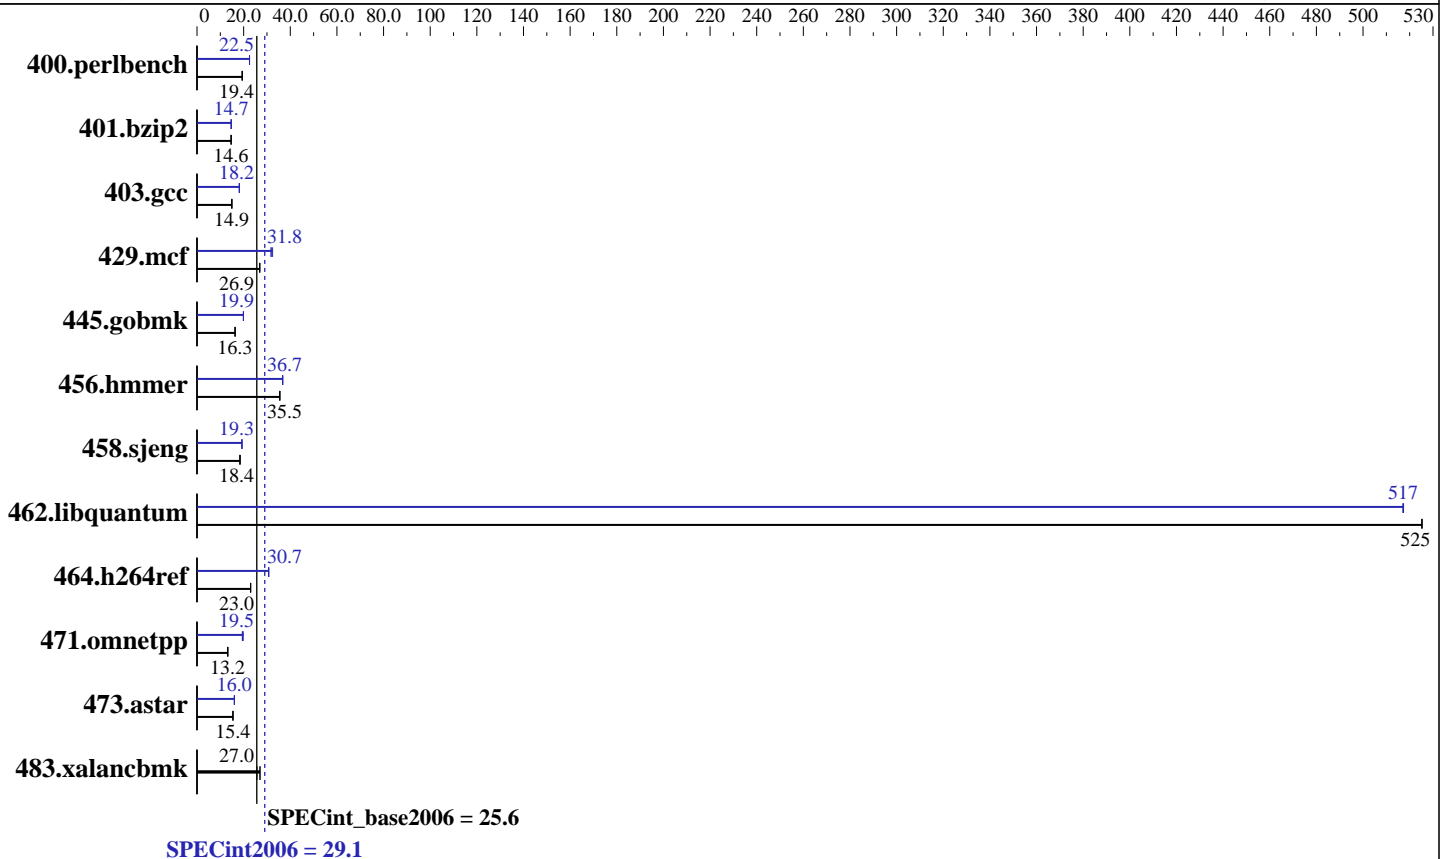 0 20.0 40.0 60.0 80.0 100 120 140 160 180 200 220 240 260 280 300 320 340 360 380 400 420 440 460 480 500 530
22.5
400.perlbench
19.4
14.7
401.bzip2
14.6
18.2
403.gcc
14.9
31.8
429.mcf
26.9
19.9
445.gobmk
16.3
36.7
456.hmmer
35.5
19.3
458.sjeng
18.4
517
462.libquantum
525
30.7
464.h264ref
23.0
19.5
471.omnetpp
13.2
16.0
473.astar
15.4
27.0
483.xalancbmk
SPECint_base2006 = 25.6
SPECint2006 = 29.1